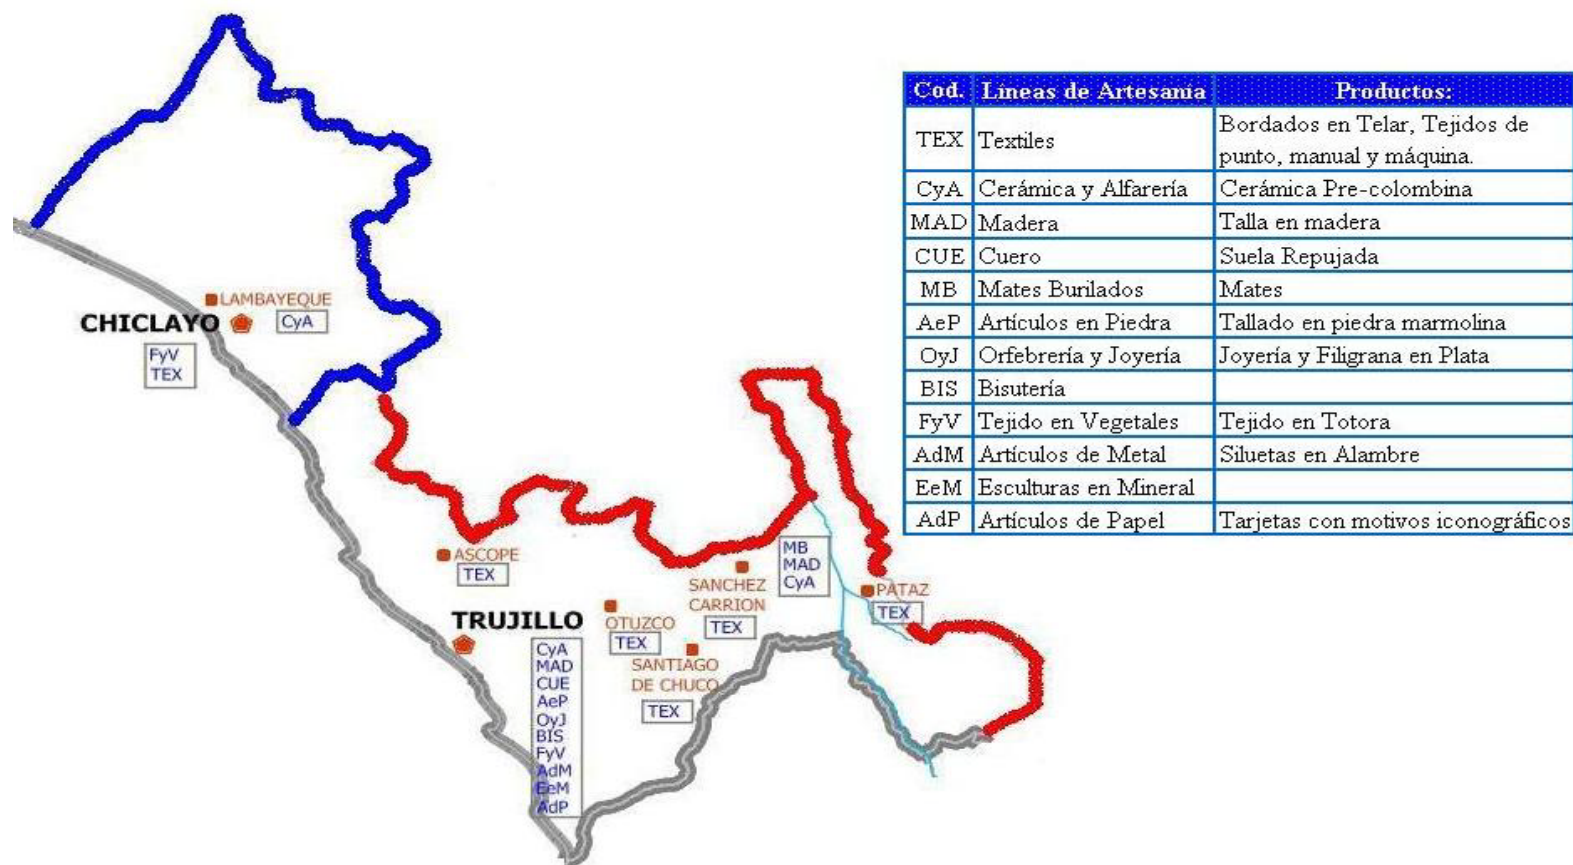 LAMBAYEQUE
CHICLAYO
CyA
FyV
TEX
ASCOPE
TEX
TRUJILLO
CyA
MAD
CUE
AeP
OyJ
BIS
FyV
AdM
EeM
AdP
OTUZCO
TEX
SANTIAGO
DE CHUCO
TEX
SANCHEZ
CARRION
TEX
MB
MAD
CyA
PATAZ
TEX
Cod. Líneas de Artesanía Productos:
TEX Textiles Bordados en Telar, Tejidos de
punto, manual y máquina.
CyA Cerámica y Alfarería Cerámica Pre-colombina
MAD Madera Talla en madera
CUE Cuero Suela Repujada
MB Mates Burilados Mates
AeP Artículos en Piedra Tallado en piedra marmolina
OyJ Orfebrería y Joyería Joyería y Filigrana en Plata
BIS Bisutería
FyV Tejido en Vegetales Tejido en Totora
AdM Artículos de Metal Siluetas en Alambre
EeM Esculturas en Mineral
AdP Artículos de Papel Tarjetas con motivos iconográficos